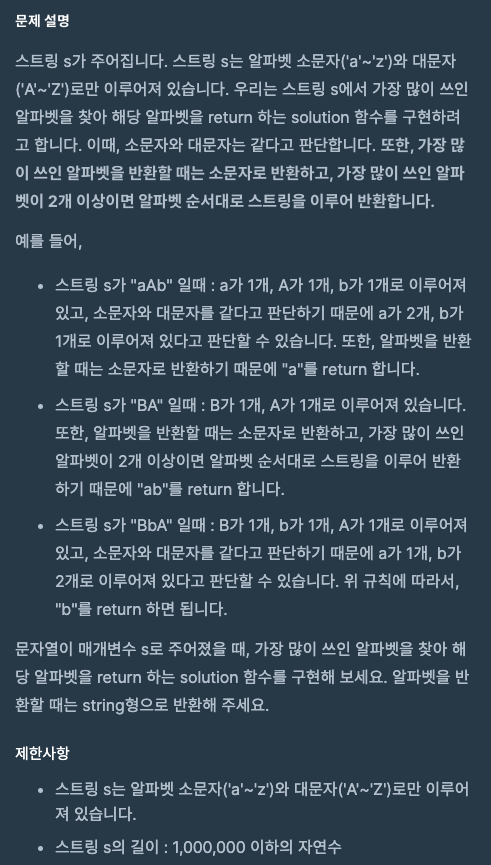 문제 설명
스트링 s가 주어집니다. 스트링 s는 알파벳 소문자('a'~'z')와 대문자
('A'~'Z')로만 이루어져 있습니다. 우리는 스트링 s에서 가장 많이 쓰인
알파벳을 찾아 해당 알파벳을 return 하는 solution 함수를 구현하려
고 합니다. 이때, 소문자와 대문자는 같다고 판단합니다. 또한, 가장 많
이 쓰인 알파벳을 반환할 때는 소문자로 반환하고, 가장 많이 쓰인 알파
벳이 2개 이상이면 알파벳 순서대로 스트링을 이루어 반환합니다.
예를 들어,
• 스트링 s가 "aAb" 일때 : a가 1개, A가 1개, b가 1개로 이루어져
있고, 소문자와 대문자를 같다고 판단하기 때문에 a가 2개, b가
1개로 이루어져 있다고 판단할 수 있습니다. 또한, 알파벳을 반환
할 때는 소문자로 반환하기 때문에 "a"를 return 합니다.
• 스트링 s가 "BA" 일때 : B가 1개, A가 1개로 이루어져 있습니다.
또한, 알파벳을 반환할 때는 소문자로 반환하고, 가장 많이 쓰인
알파벳이 2개 이상이면 알파벳 순서대로 스트링을 이루어 반환
하기 때문에 "ab"를 return 합니다.
• 스트링 s가 "BbA" 일때 : B가 1개, b가 1개, A가 1개로 이루어져
있고, 소문자와 대문자를 같다고 판단하기 때문에 a가 1개, b가
2개로 이루어져 있다고 판단할 수 있습니다. 위 규칙에 따라서,
"b"를 return 하면 됩니다.
문자열이 매개변수 s로 주어졌을 때, 가장 많이 쓰인 알파벳을 찾아 해
당 알파벳을 return 하는 solution 함수를 구현해 보세요. 알파벳을 반
환할 때는 string형으로 반환해 주세요.
제한사항
• 스트링 s는 알파벳 소문자('a'~'z')와 대문자('A'~'Z')로만 이루어
져 있습니다.
• 스트링 s의 길이 : 1,000,000 이하의 자연수